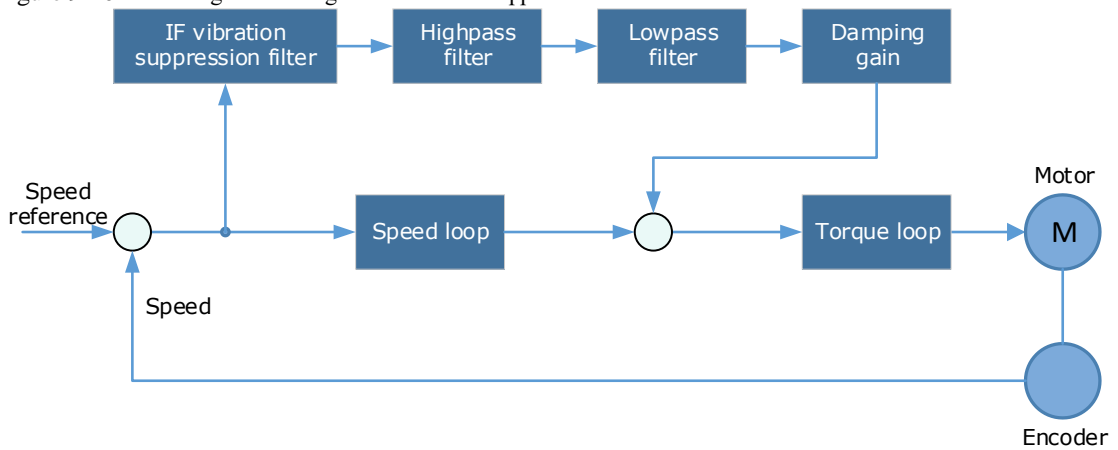 IF vibration
suppression filter
Highpass
filter
Lowpass
filter
Damping
gain
Speed
reference
Speed loop
Torque loop
Motor
M
Speed
Encoder